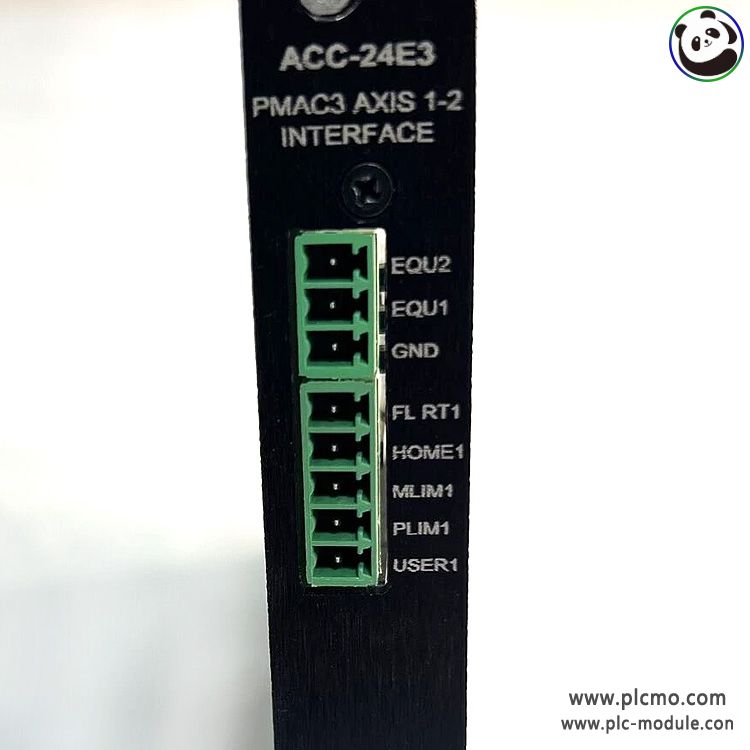 ACC-24E3
PMAC3 AXIS 1-2
INTERFACE
EQU2
EQU1
GND
FL RT1
HOME1
MLIM1
PLIM1
USER1
www.plcmo.com
www.plc-module.com